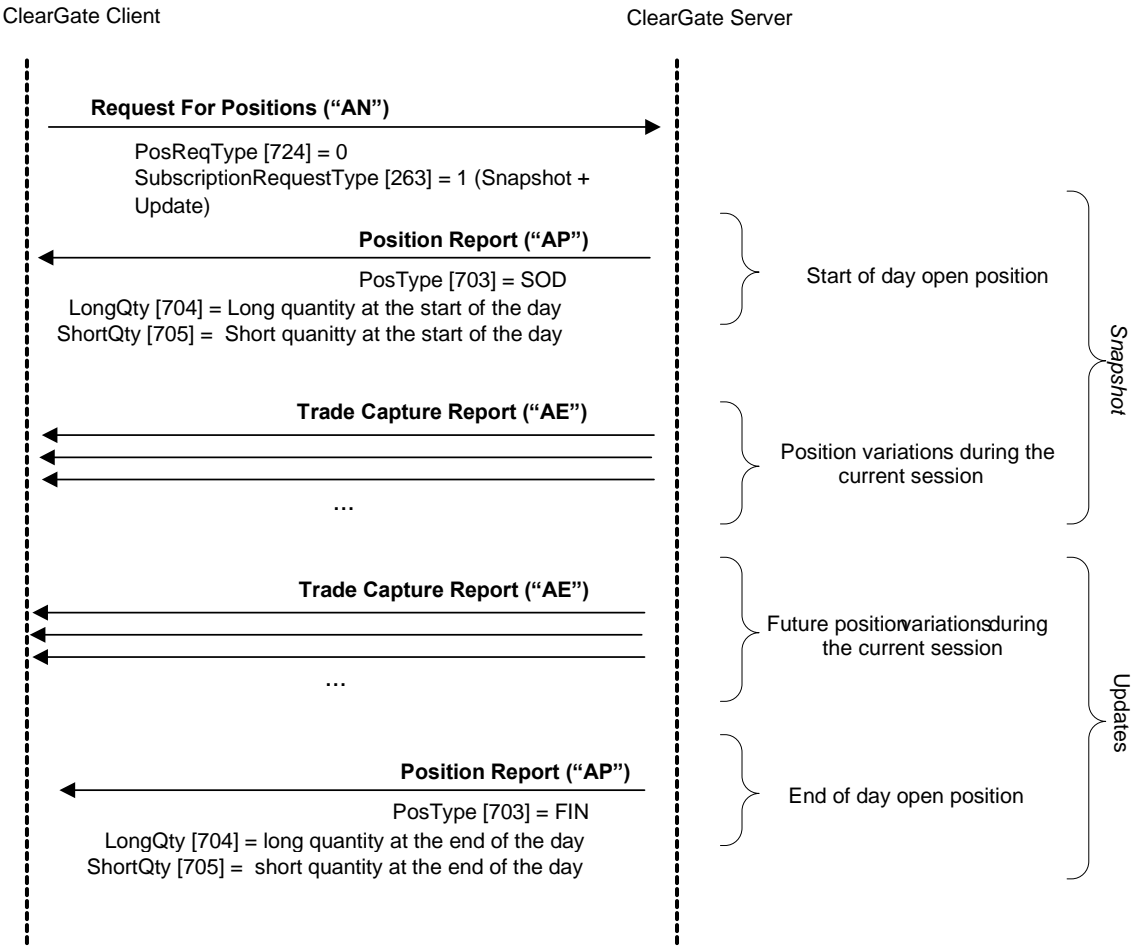 ClearGate Client
ClearGate Server
Request For Positions (“AN”)
PosReqType [724] = 0
SubscriptionRequestType [263] = 1 (Snapshot +
Update)
Position Report (“AP”)
PosType [703] = SOD
LongQty [704] = Long quantity at the start of the day
ShortQty [705] = Short quanitty at the start of the day
Start of day open position
Snapshot
Trade Capture Report (“AE”)
...
Position variations during the
current session
Trade Capture Report (“AE”)
...
Future positionvariationsduring
the current session
Updates
Position Report (“AP”)
PosType [703] = FIN
LongQty [704] = long quantity at the end of the day
ShortQty [705] = short quantity at the end of the day
End of day open position